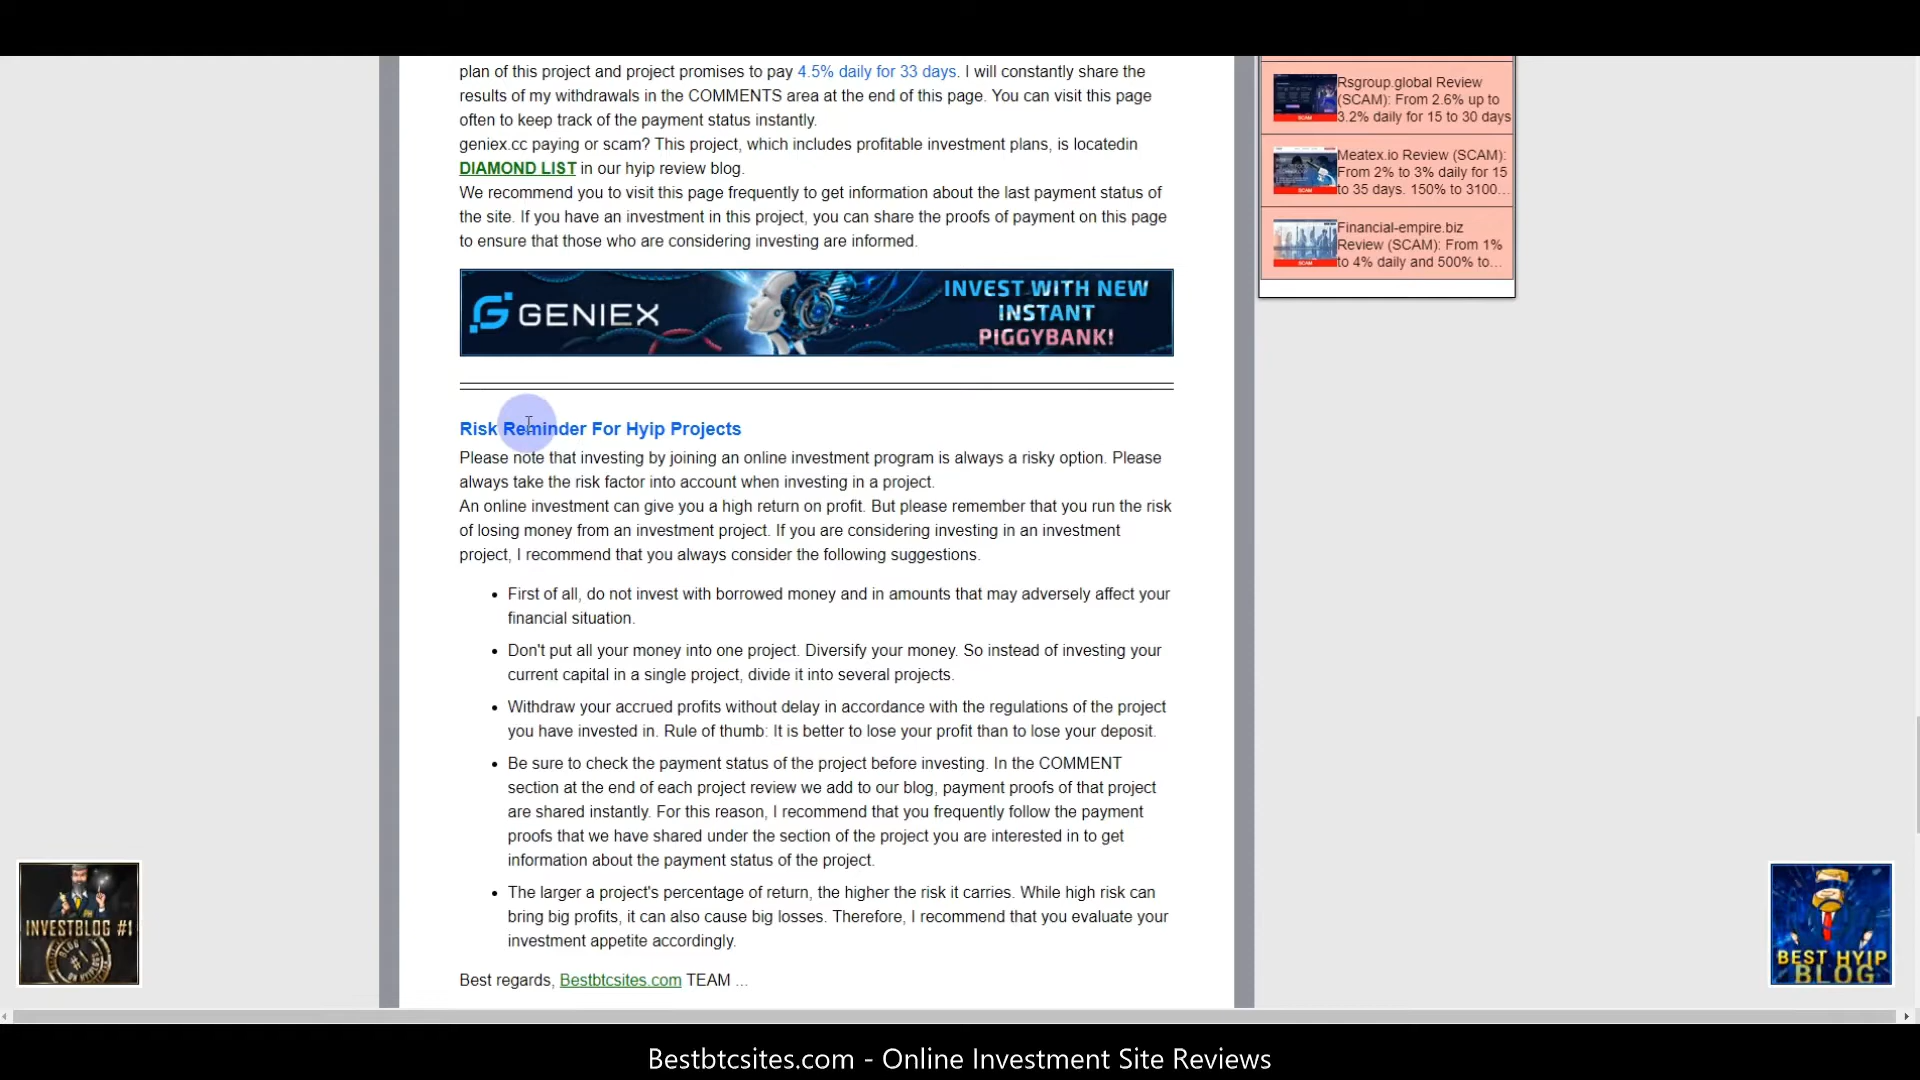 plan of this project and project promises to pay 4.5% daily for 33 days. I will constantly share the
results of my withdrawals in the COMMENTS area at the end of this page. You can visit this page
often to keep track of the payment status instantly.
geniex.cc paying or scam? This project, which includes profitable investment plans, is locatedin
DIAMOND LIST in our hyip review blog.
We recommend you to visit this page frequently to get information about the last payment status of
the site. If you have an investment in this project, you can share the proofs of payment on this page
to ensure that those who are considering investing are informed.
GENIEX
INVEST WITH NEW
INSTANT
PIGGYBANK!
Risk Reminder For Hyip Projects
Please note that investing by joining an online investment program is always a risky option. Please
always take the risk factor into account when investing in a project.
An online investment can give you a high return on profit. But please remember that you run the risk
of losing money from an investment project. If you are considering investing in an investment
project, I recommend that you always consider the following suggestions.
• First of all, do not invest with borrowed money and in amounts that may adversely affect your
financial situation.
• Don't put all your money into one project. Diversify your money. So instead of investing your
current capital in a single project, divide it into several projects.
• Withdraw your accrued profits without delay in accordance with the regulations of the project
you have invested in. Rule of thumb: It is better to lose your profit than to lose your deposit.
• Be sure to check the payment status of the project before investing. In the COMMENT
section at the end of each project review we add to our blog, payment proofs of that project
are shared instantly. For this reason, I recommend that you frequently follow the payment
proofs that we have shared under the section of the project you are interested in to get
information about the payment status of the project.
• The larger a project's percentage of return, the higher the risk it carries. While high risk can
bring big profits, it can also cause big losses. Therefore, I recommend that you evaluate your
investment appetite accordingly.
Best regards, Bestbtcsites.com TEAM ...
Rsgroup.global Review
(SCAM): From 2.6% up to
3.2% daily for 15 to 30 days
SCAM
Meatex.io Review (SCAM):
From 2% to 3% daily for 15
to 35 days. 150% to 3100...
SCAM
Financial-empire.biz
Review (SCAM): From 1%
to 4% daily and 500% to...
SCAM
INVESTBLOG #1
#1
BEST HYIP
BLOG
Bestbtcsites.com - Online Investment Site Reviews